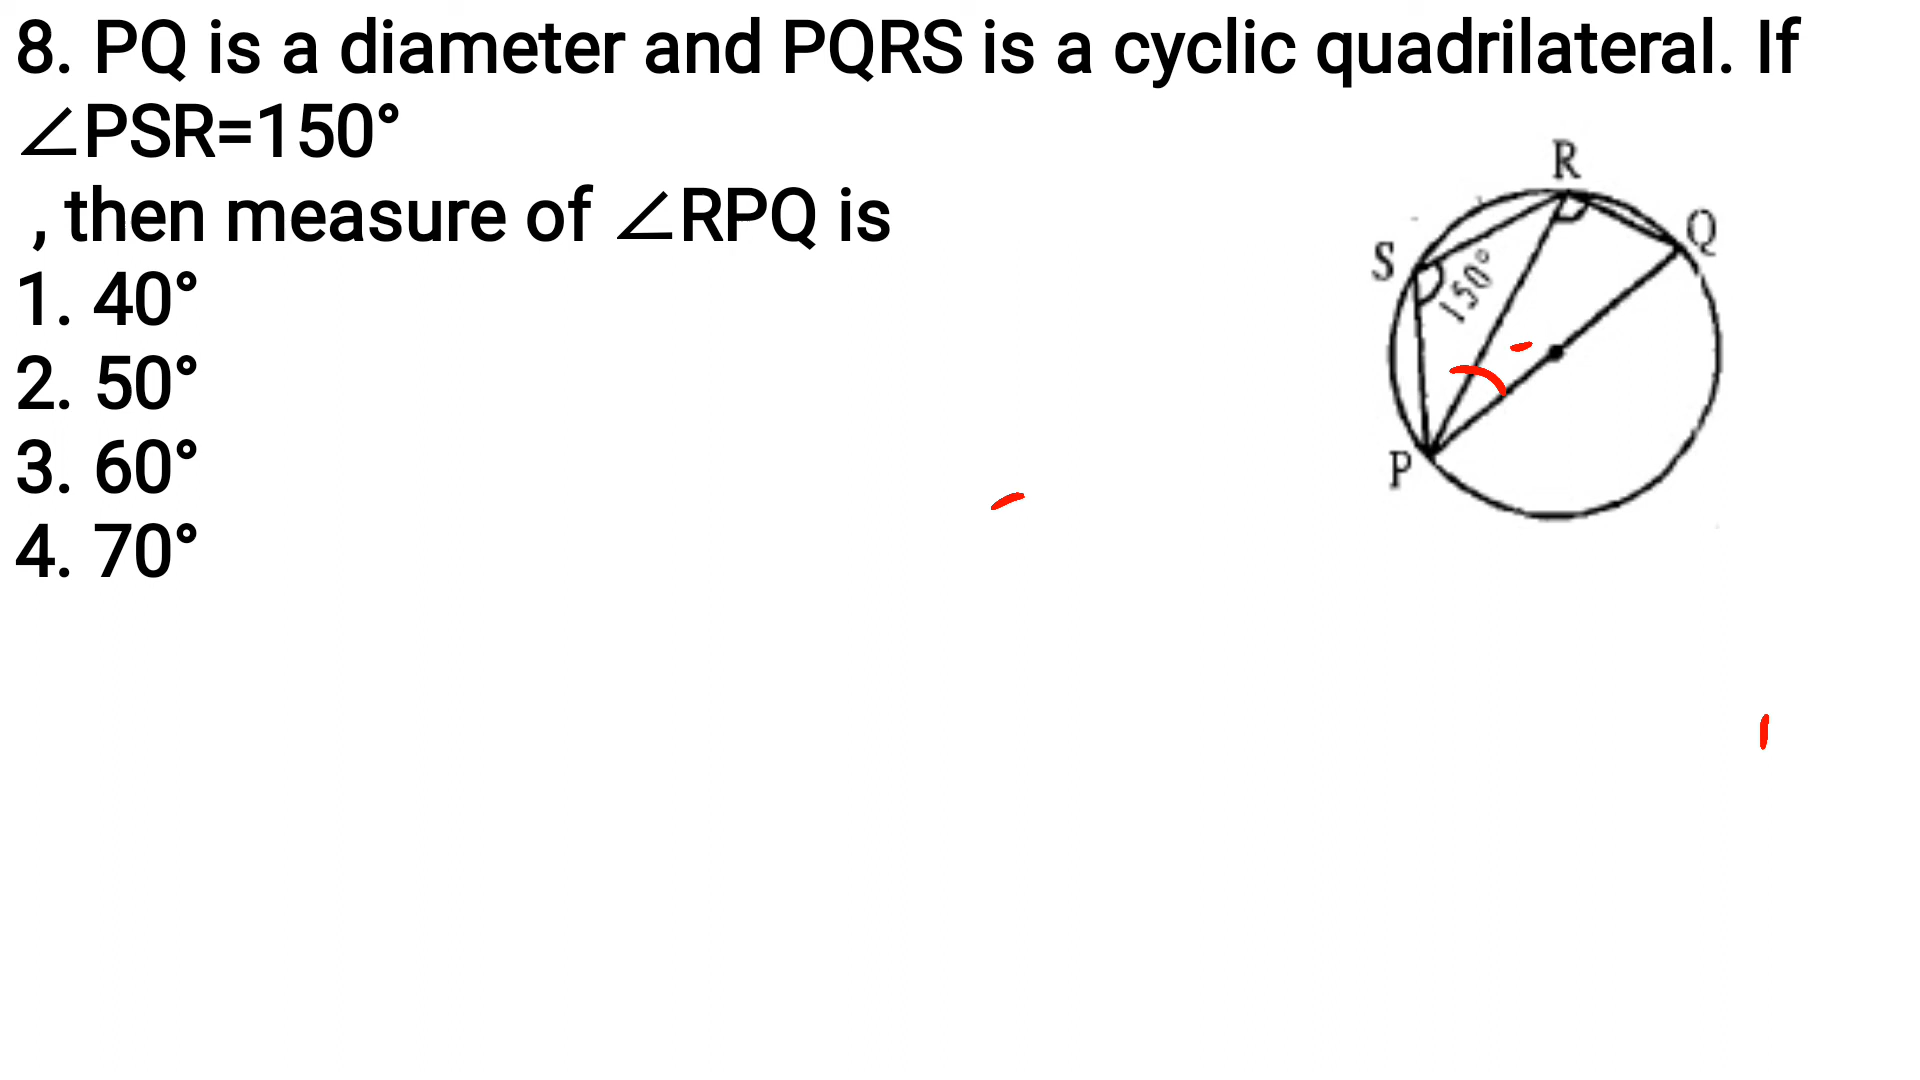 8. PQ is a diameter and PQRS is a cyclic quadrilateral. If
∠PSR=150°
, then measure of ∠RPQ is
1. 40°
2. 50°
3. 60°
4. 70°
R
Q
S
150°
P